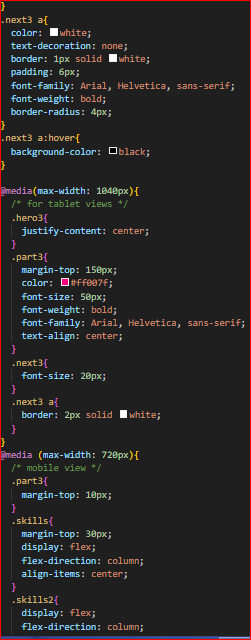 }
.next3 a{
color: white;
text-decoration: none;
border: 1px solid white;
padding: 6px;
font-family: Arial, Helvetica, sans-serif;
font-weight: bold;
border-radius: 4px;
}
.next3 a:hover{
background-color: black;
}
@media(max-width: 1040px){
/* for tablet views */
.hero3{
justify-content: center;
}
.part3{
margin-top: 150px;
color: #ff007f;
font-size: 50px;
font-weight: bold;
font-family: Arial, Helvetica, sans-serif;
text-align: center;
}
.next3{
font-size: 20px;
}
.next3 a{
border: 2px solid white;
}
}
@media (max-width: 720px){
/* mobile view */
.part3{
margin-top: 10px;
}
.skills{
margin-top: 30px;
display: flex;
flex-direction: column;
align-items: center;
}
.skills2{
display: flex;
flex-direction: column;